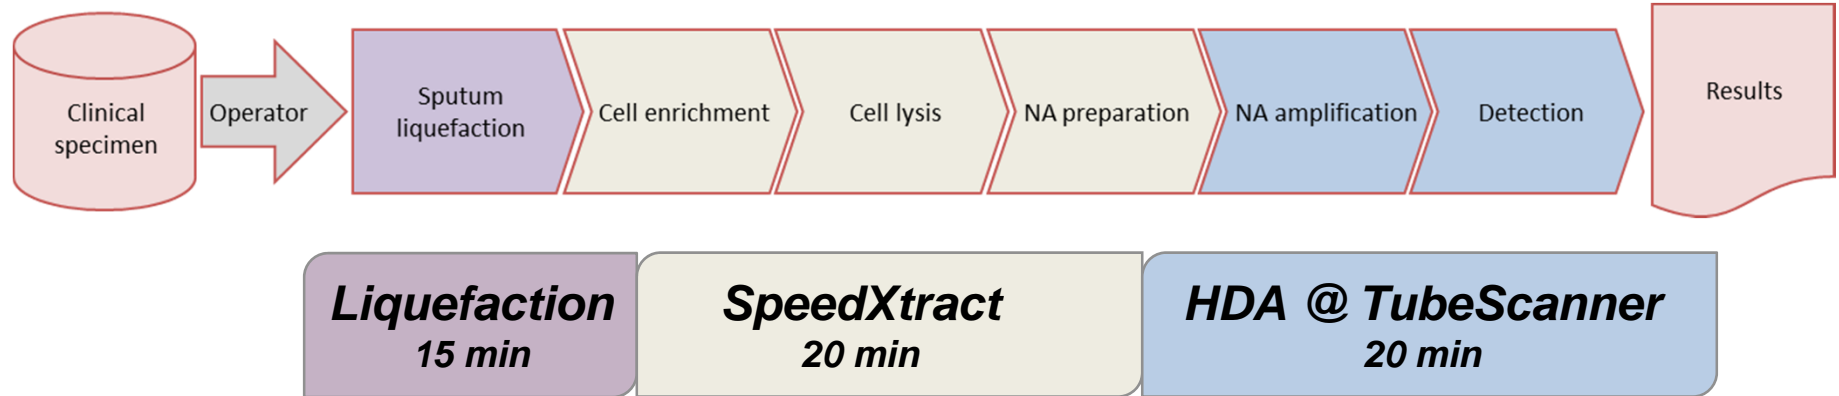 Clinical
specimen
Operator
Sputum
liquefaction
Cell enrichment
Cell lysis
NA preparation
NA amplification
Detection
Results
Liquefaction
15 min
SpeedXtract
20 min
HDA @ TubeScanner
20 min